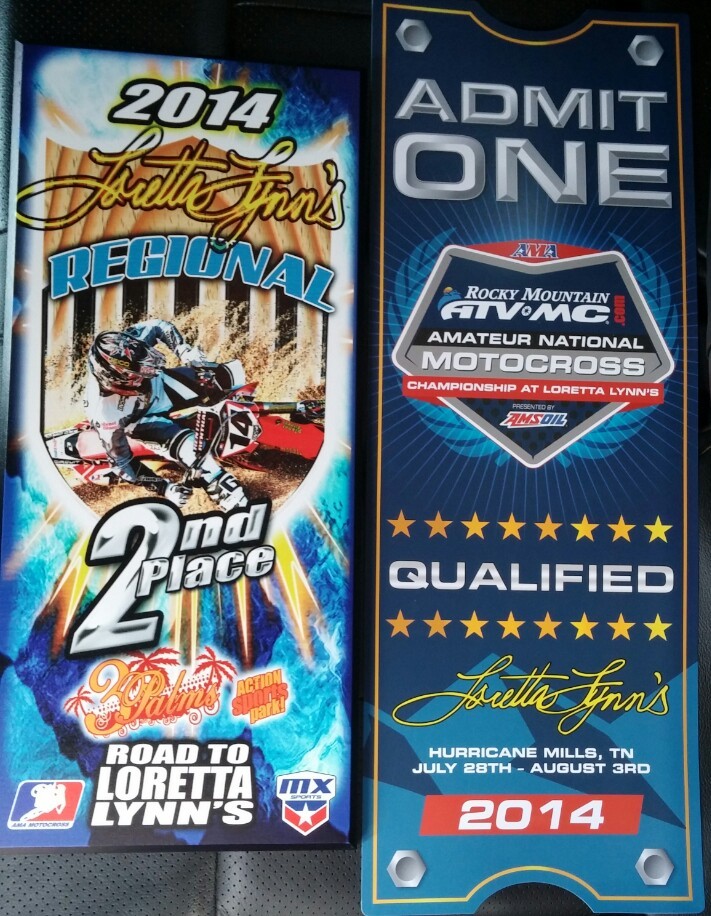 2014
Loretta Lynn's
REGIONAL
14
2nd
Place
3 Palms
ACTION
SPORTS
park!
ROAD TO
LORETTA
LYNN'S
AMA MOTOCROSS
MX
SPORTS
ADMIT
ONE
AMA
ROCKY MOUNTAIN
ATV MC.com
AMATEUR NATIONAL
MOTOCROSS
CHAMPIONSHIP AT LORETTA LYNN'S
PRESENTED BY
AMSOIL
QUALIFIED
Loretta Lynn's
HURRICANE MILLS, TN
JULY 28TH - AUGUST 3RD
2014